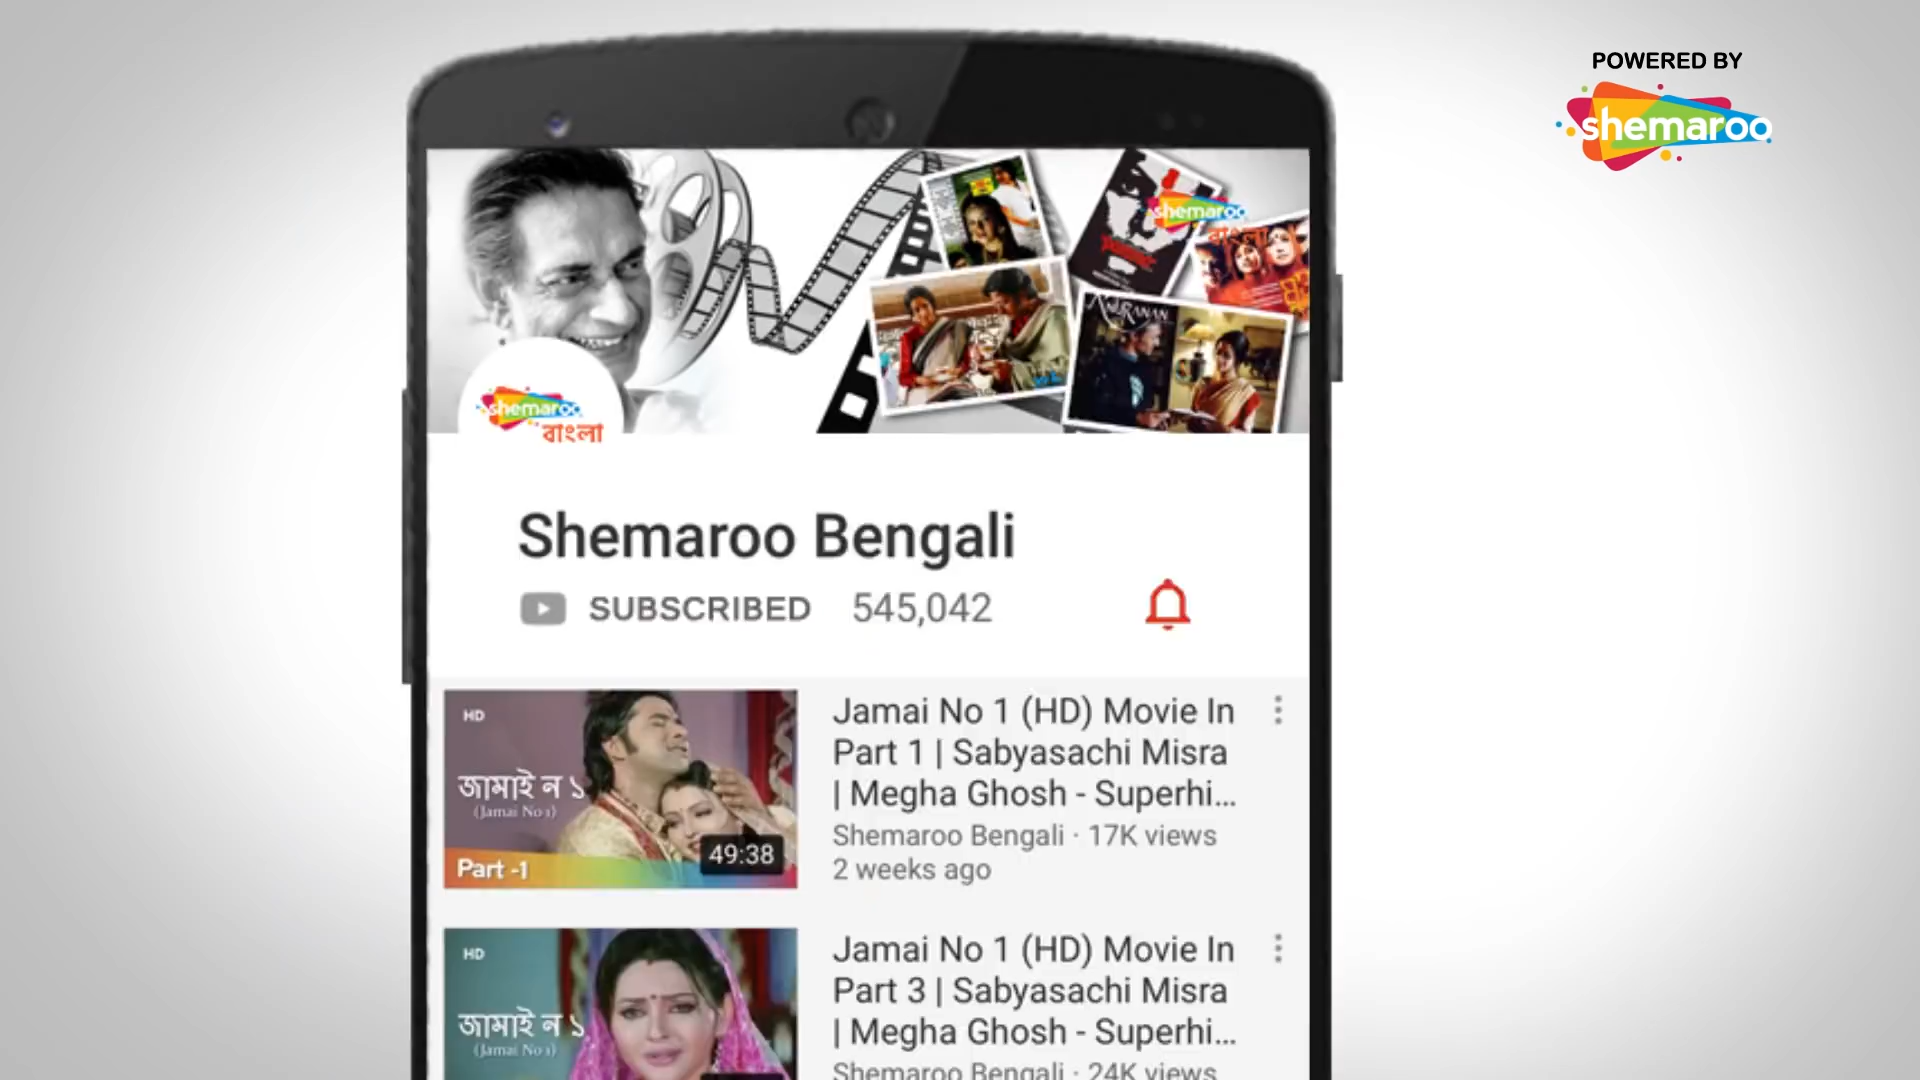 POWERED BY
shemaroo
shemaroo
বাংলা
ANURANAN
shemaroo
বাংলা
Shemaroo Bengali
SUBSCRIBED 545,042
HD
জামাই ন ১
(Jamai No 1)
Part -1
49:38
Jamai No 1 (HD) Movie In
Part 1 | Sabyasachi Misra
| Megha Ghosh - Superhi...
Shemaroo Bengali · 17K views
2 weeks ago
HD
জামাই ন ১
(Jamai No 1)
Jamai No 1 (HD) Movie In
Part 3 | Sabyasachi Misra
| Megha Ghosh - Superhi...
Shemaroo Bengali · 24K views